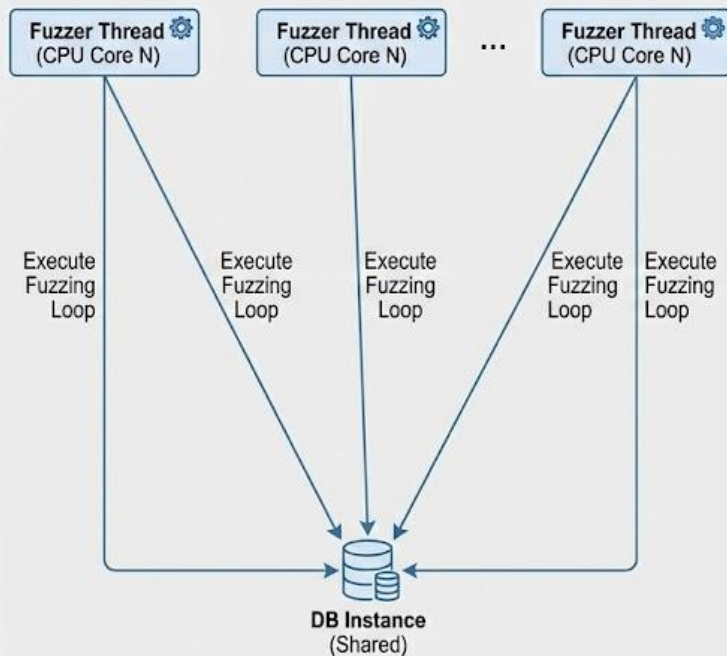 Fuzzer Thread
(CPU Core N)
Fuzzer Thread
(CPU Core N)
...
Fuzzer Thread
(CPU Core N)
Execute
Fuzzing
Loop
Execute
Fuzzing
Loop
Execute
Fuzzing
Loop
Execute
Fuzzing
Loop
Execute
Fuzzing
Loop
DB Instance
(Shared)